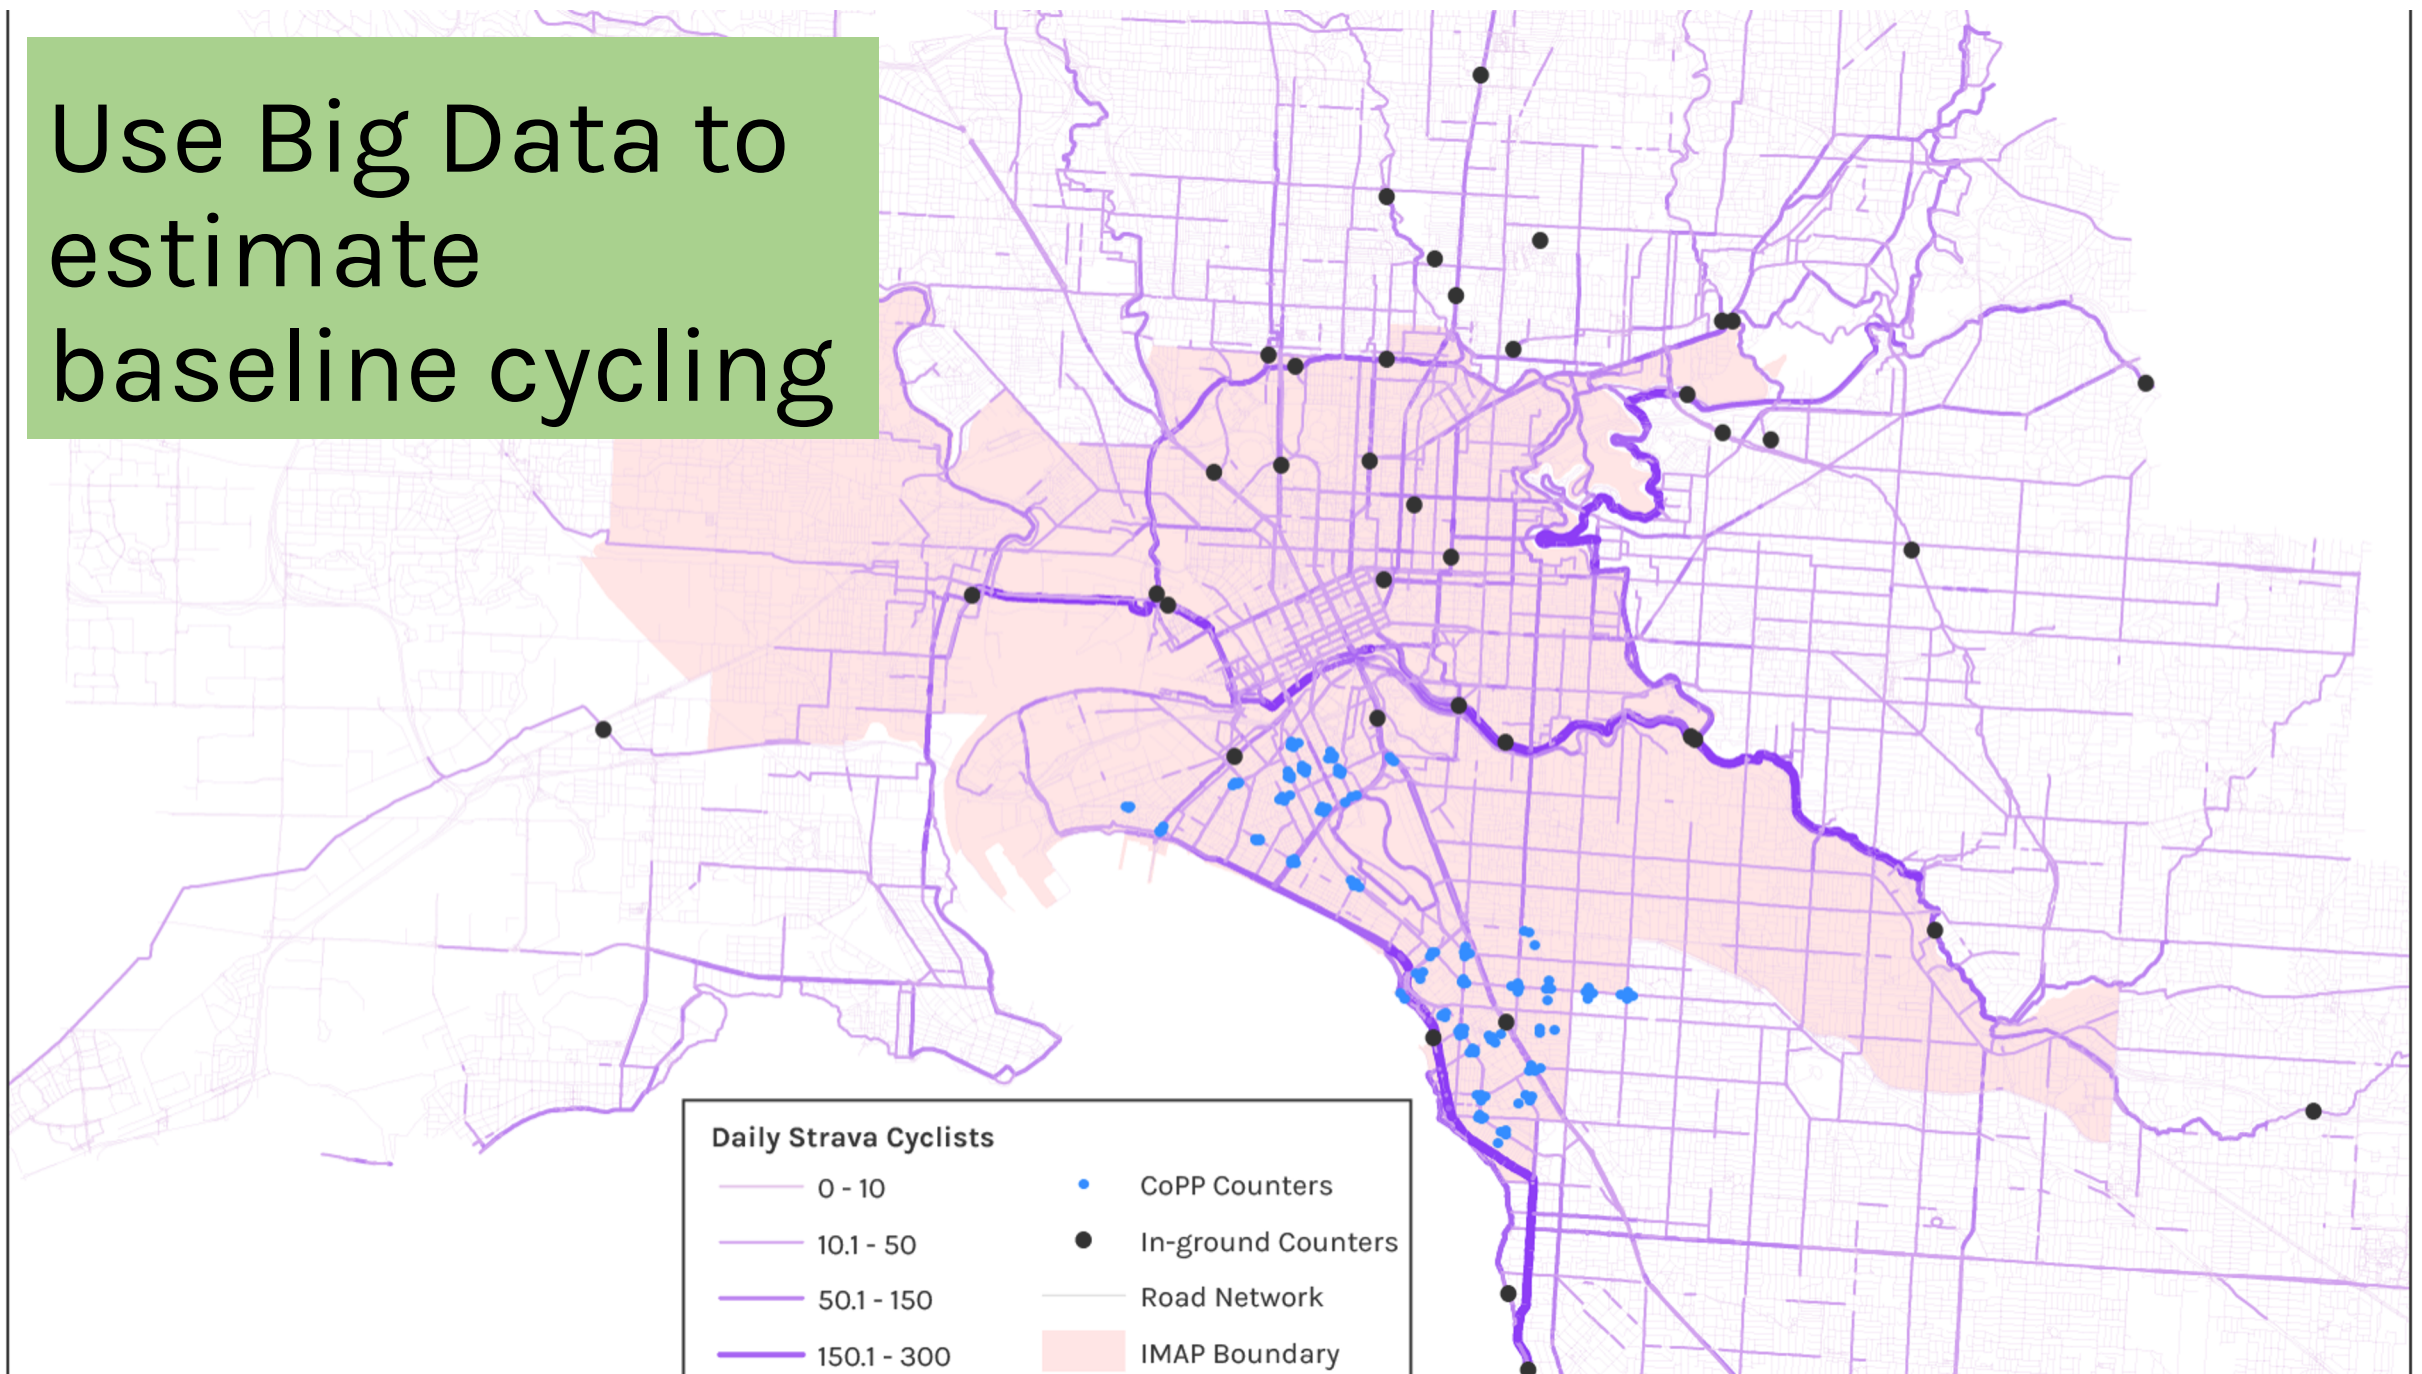 Use Big Data to
estimate
baseline cycling
Daily Strava Cyclists
0 - 10
10.1 - 50
50.1 - 150
150.1 - 300
CoPP Counters
In-ground Counters
Road Network
IMAP Boundary